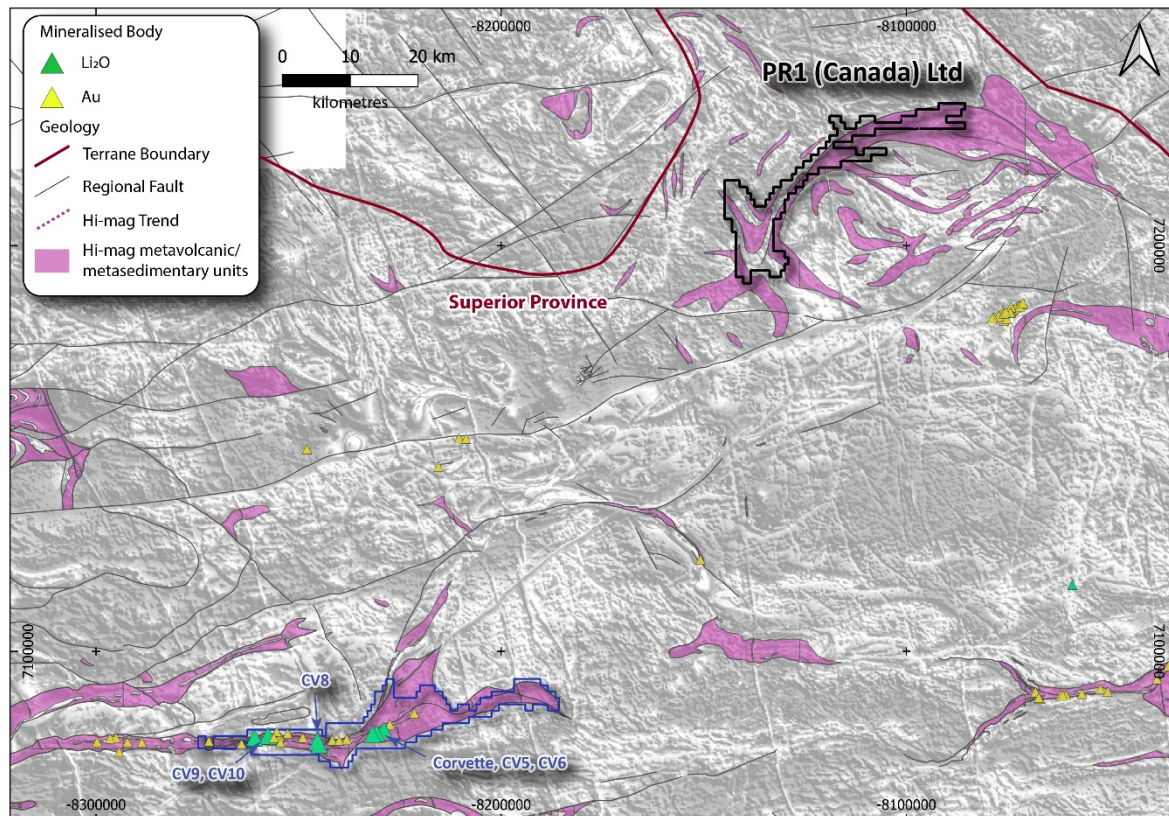 Mineralised Body
Li₂O
Au
Geology
Terrane Boundary
Regional Fault
Hi-mag Trend
Hi-mag metavolcanic/
metasedimentary units
0 10 20 km
kilometres
-8200000
-8100000
PR1 (Canada) Ltd
7200000
Superior Province
7100000
7100000
CV8
CV9, CV10
Corvette, CV5, CV6
-8300000
-8200000
-8100000